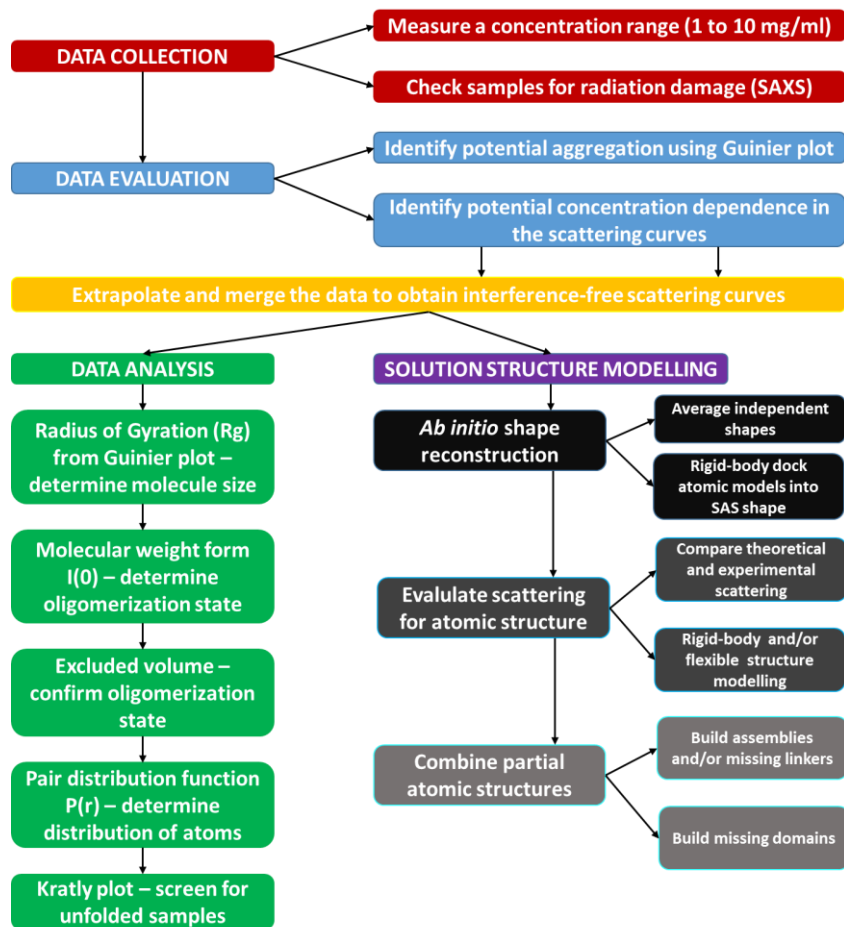 DATA COLLECTION
Measure a concentration range (1 to 10 mg/ml)
Check samples for radiation damage (SAXS)
DATA EVALUATION
Identify potential aggregation using Guinier plot
Identify potential concentration dependence in
the scattering curves
Extrapolate and merge the data to obtain interference-free scattering curves
DATA ANALYSIS
Radius of Gyration (Rg)
from Guinier plot –
determine molecule size
Molecular weight form
I(0) – determine
oligomerization state
Excluded volume –
confirm oligomerization
state
Pair distribution function
P(r) – determine
distribution of atoms
Kratly plot – screen for
unfolded samples
SOLUTION STRUCTURE MODELLING
Ab initio shape
reconstruction
Average independent
shapes
Rigid-body dock
atomic models into
SAS shape
Evalulate scattering
for atomic structure
Compare theoretical
and experimental
scattering
Rigid-body and/or
flexible structure
modelling
Combine partial
atomic structures
Build assemblies
and/or missing linkers
Build missing domains